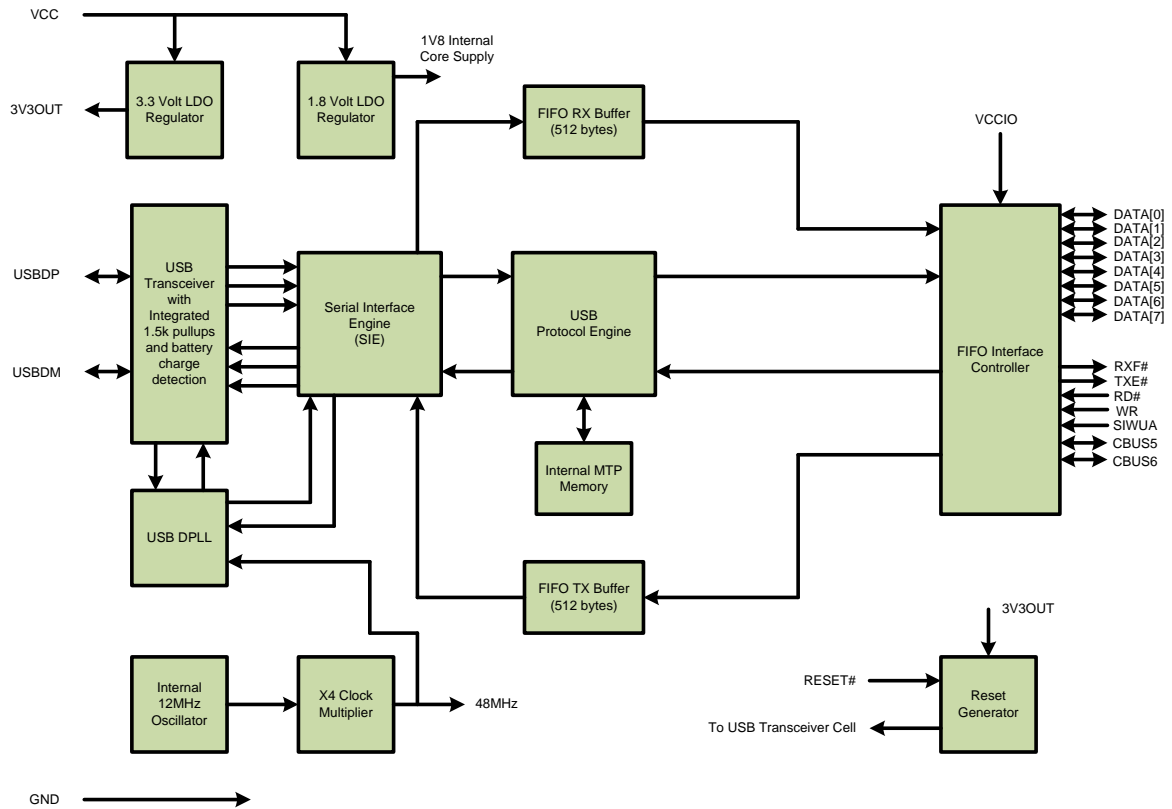 VCC
1V8 Internal
Core Supply
3.3 Volt LDO
Regulator
1.8 Volt LDO
Regulator
3V3OUT
FIFO RX Buffer
(512 bytes)
VCCIO
USBDP
USBDM
USB
Transceiver
with
Integrated
1.5k pullups
and battery
charge
detection
Serial Interface
Engine
(SIE)
USB
Protocol Engine
FIFO Interface
Controller
DATA[0]
DATA[1]
DATA[2]
DATA[3]
DATA[4]
DATA[5]
DATA[6]
DATA[7]
RXF#
TXE#
RD#
WR
SIWUA
CBUS5
CBUS6
Internal MTP
Memory
USB DPLL
FIFO TX Buffer
(512 bytes)
3V3OUT
Internal
12MHz
Oscillator
X4 Clock
Multiplier
48MHz
RESET#
To USB Transceiver Cell
Reset
Generator
GND